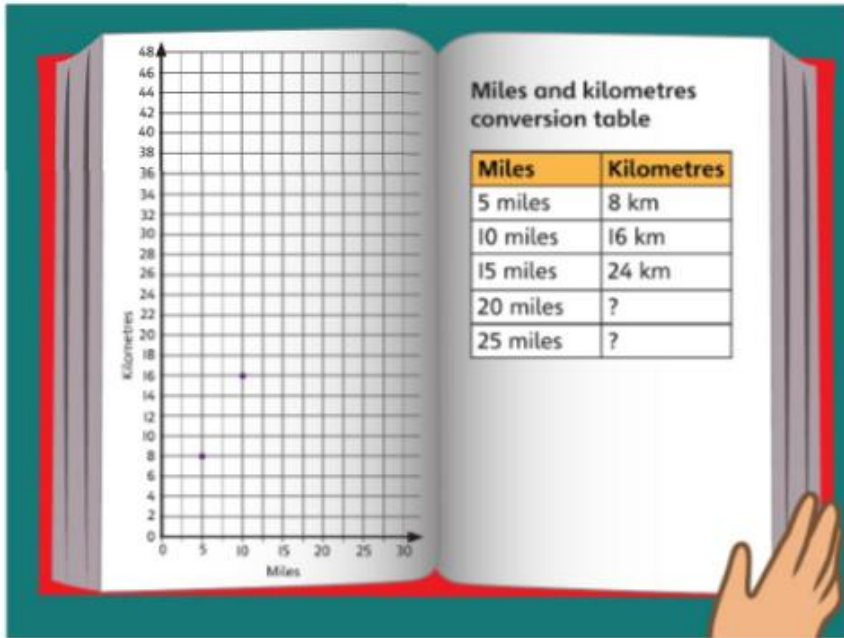 48
46
44
42
40
38
36
34
32
30
28
26
24
22
20
18
16
14
12
10
8
6
4
2
0
Kilometres
0 5 10 15 20 25 30
Miles
Miles and kilometres
conversion table
Miles Kilometres
5 miles 8 km
10 miles 16 km
15 miles 24 km
20 miles ?
25 miles ?